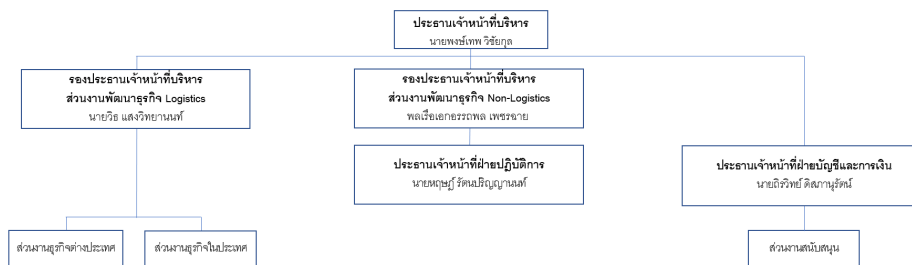 ประธานเจ้าหน้าที่บริหาร
นายพงษ์เทพ วิชัยกุล
รองประธานเจ้าหน้าที่บริหาร
ส่วนงานพัฒนาธุรกิจ Logistics
นายวิธ แสงวิทยานนท์
รองประธานเจ้าหน้าที่บริหาร
ส่วนงานพัฒนาธุรกิจ Non-Logistics
พลเรือเอกอรรถพล เพชรฉาย
ประธานเจ้าหน้าที่ฝ่ายปฏิบัติการ
นายหฤษฎ์ รัตนปริญญานนท์
ประธานเจ้าหน้าที่ฝ่ายบัญชีและการเงิน
นายถิรวิทย์ ดิสภานุรัตน์
ส่วนงานธุรกิจต่างประเทศ
ส่วนงานธุรกิจในประเทศ
ส่วนงานสนับสนุน